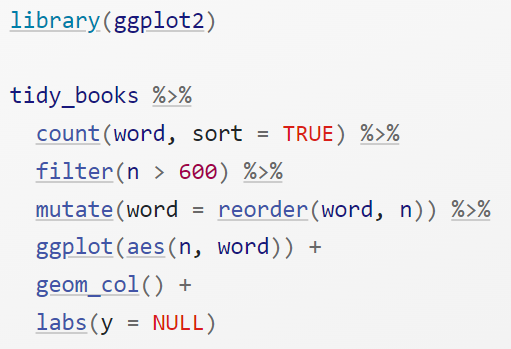 library(ggplot2)
tidy_books %>%
count(word, sort = TRUE) %>%
filter(n > 600) %>%
mutate(word = reorder(word, n)) %>%
ggplot(aes(n, word)) +
geom_col() +
labs(y = NULL)